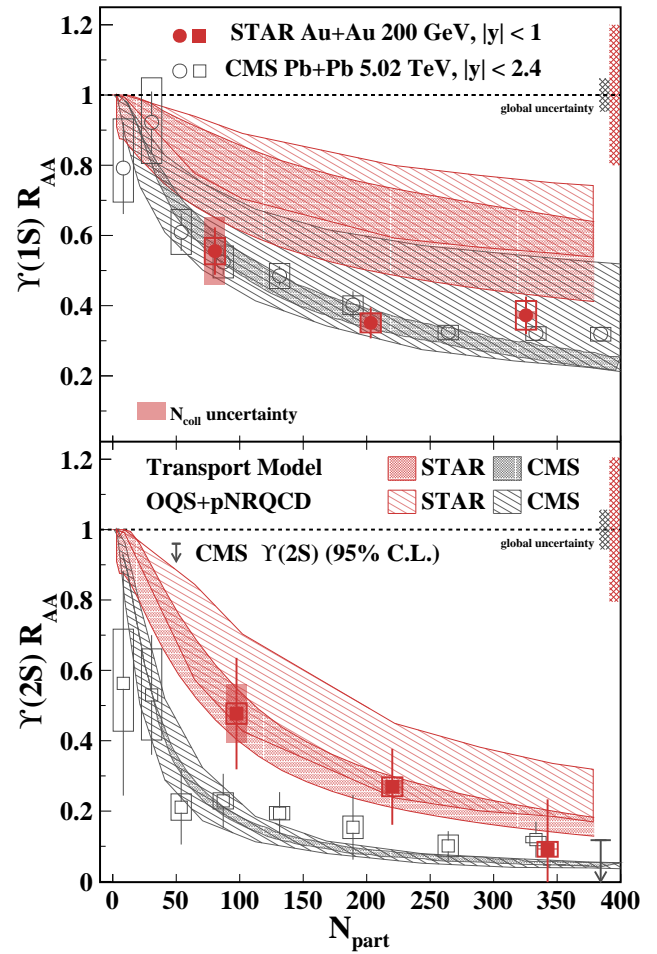 STAR Au+Au 200 GeV, |y| < 1
CMS Pb+Pb 5.02 TeV, |y| < 2.4
global uncertainty
N_coll uncertainty
ϒ(1S) R_AA
1.2
1
0.8
0.6
0.4
0.2
Transport Model STAR CMS
OQS+pNRQCD STAR CMS
global uncertainty
CMS ϒ(2S) (95% C.L.)
ϒ(2S) R_AA
1.2
1
0.8
0.6
0.4
0.2
0
0 50 100 150 200 250 300 350 400
N_part